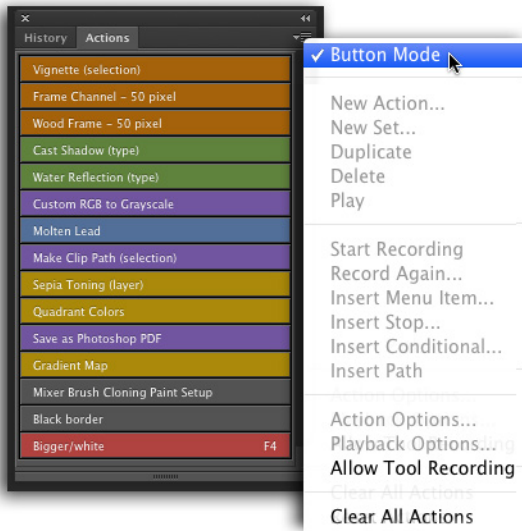 History
Actions
Vignette (selection)
Frame Channel – 50 pixel
Wood Frame – 50 pixel
Cast Shadow (type)
Water Reflection (type)
Custom RGB to Grayscale
Molten Lead
Make Clip Path (selection)
Sepia Toning (layer)
Quadrant Colors
Save as Photoshop PDF
Gradient Map
Mixer Brush Cloning Paint Setup
Black border
Bigger/white F4
✓ Button Mode
New Action...
New Set...
Duplicate
Delete
Play
Start Recording
Record Again...
Insert Menu Item...
Insert Stop...
Insert Conditional...
Insert Path
Action Options...
Playback Options...
Allow Tool Recording
Clear All Actions